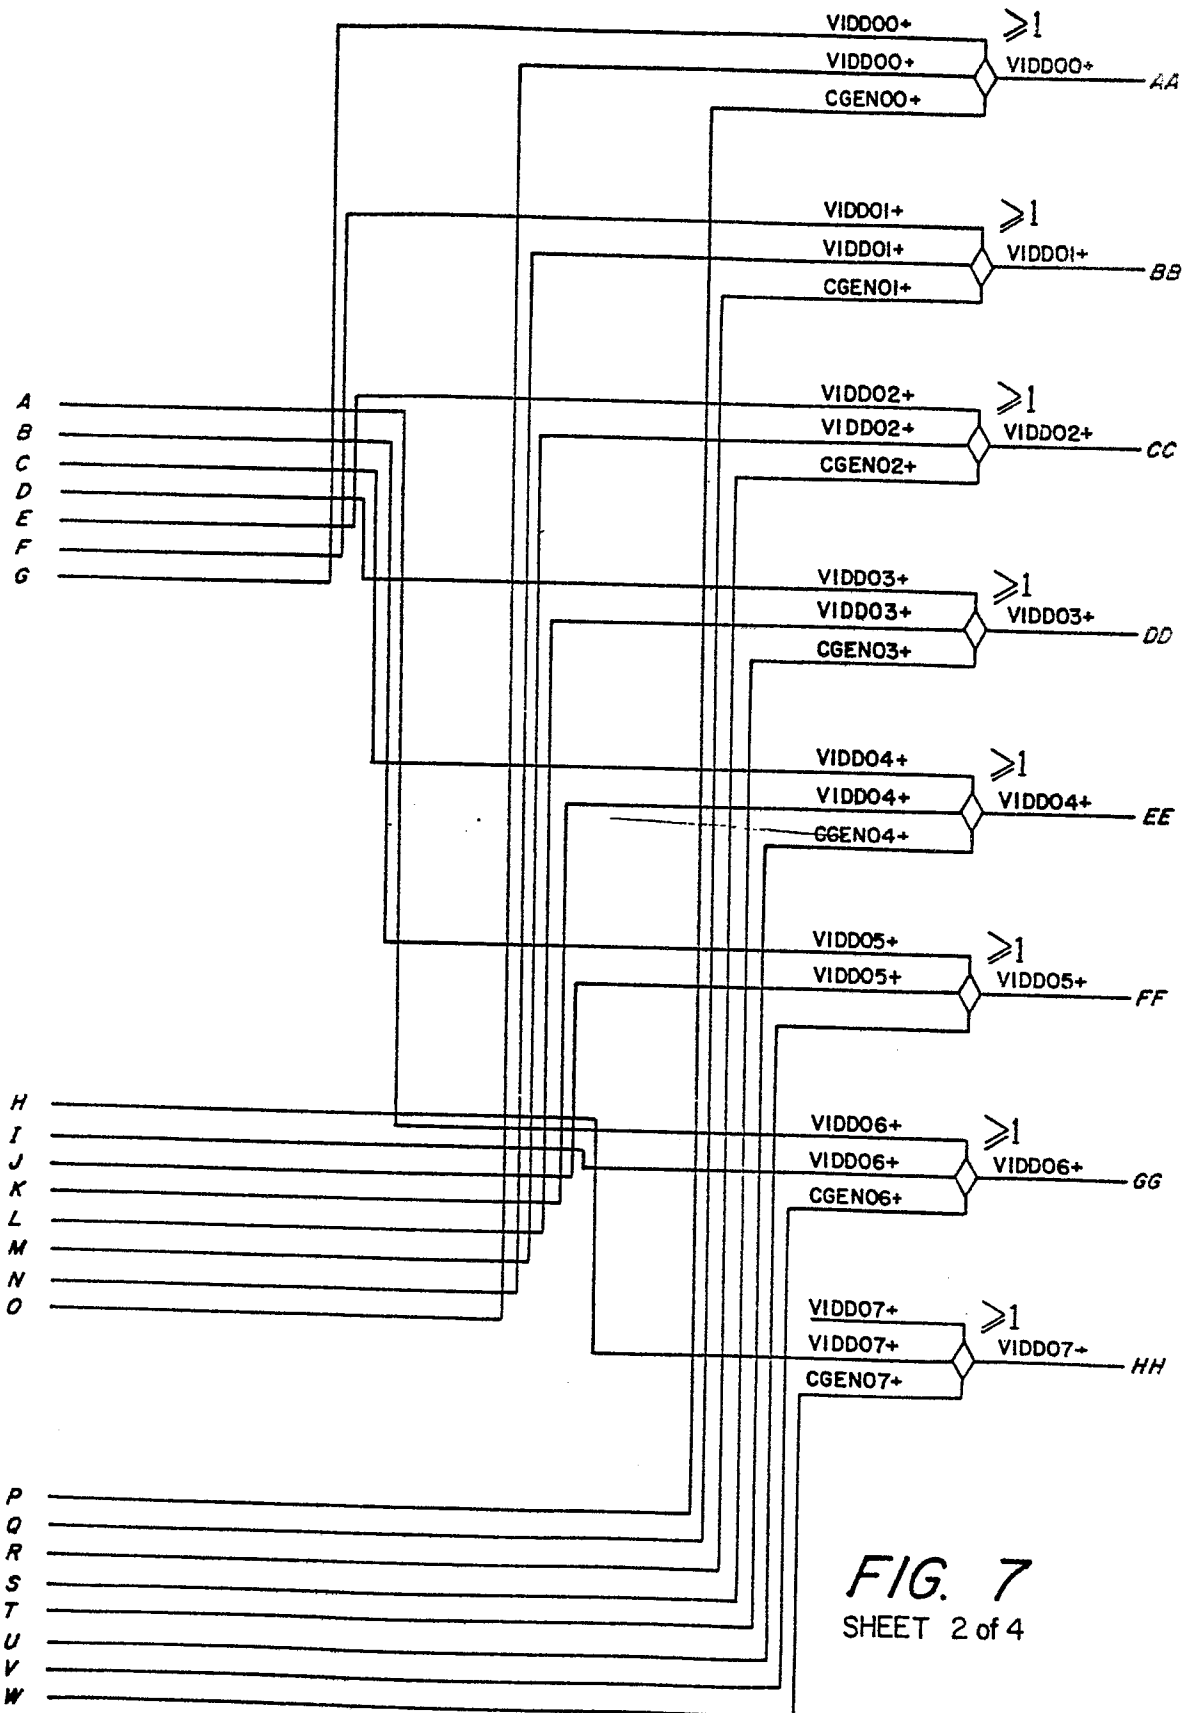 VIDD00+ ≥1
VIDD00+ VIDD00+ AA
CGEN00+
VIDD01+ ≥1
VIDD01+ VIDD01+ BB
CGEN01+
A
B
C
D
E
F
G
VIDD02+ ≥1
VIDD02+ VIDD02+ CC
CGEN02+
VIDD03+ ≥1
VIDD03+ VIDD03+ DD
CGEN03+
VIDD04+ ≥1
VIDD04+ VIDD04+ EE
CGEN04+
VIDD05+ ≥1
VIDD05+ VIDD05+ FF
H
I
J
K
L
M
N
O
VIDD06+ ≥1
VIDD06+ VIDD06+ GG
CGEN06+
VIDD07+ ≥1
VIDD07+ VIDD07+ HH
CGEN07+
P
Q
R
S
T
U
V
W
FIG. 7
SHEET 2 of 4